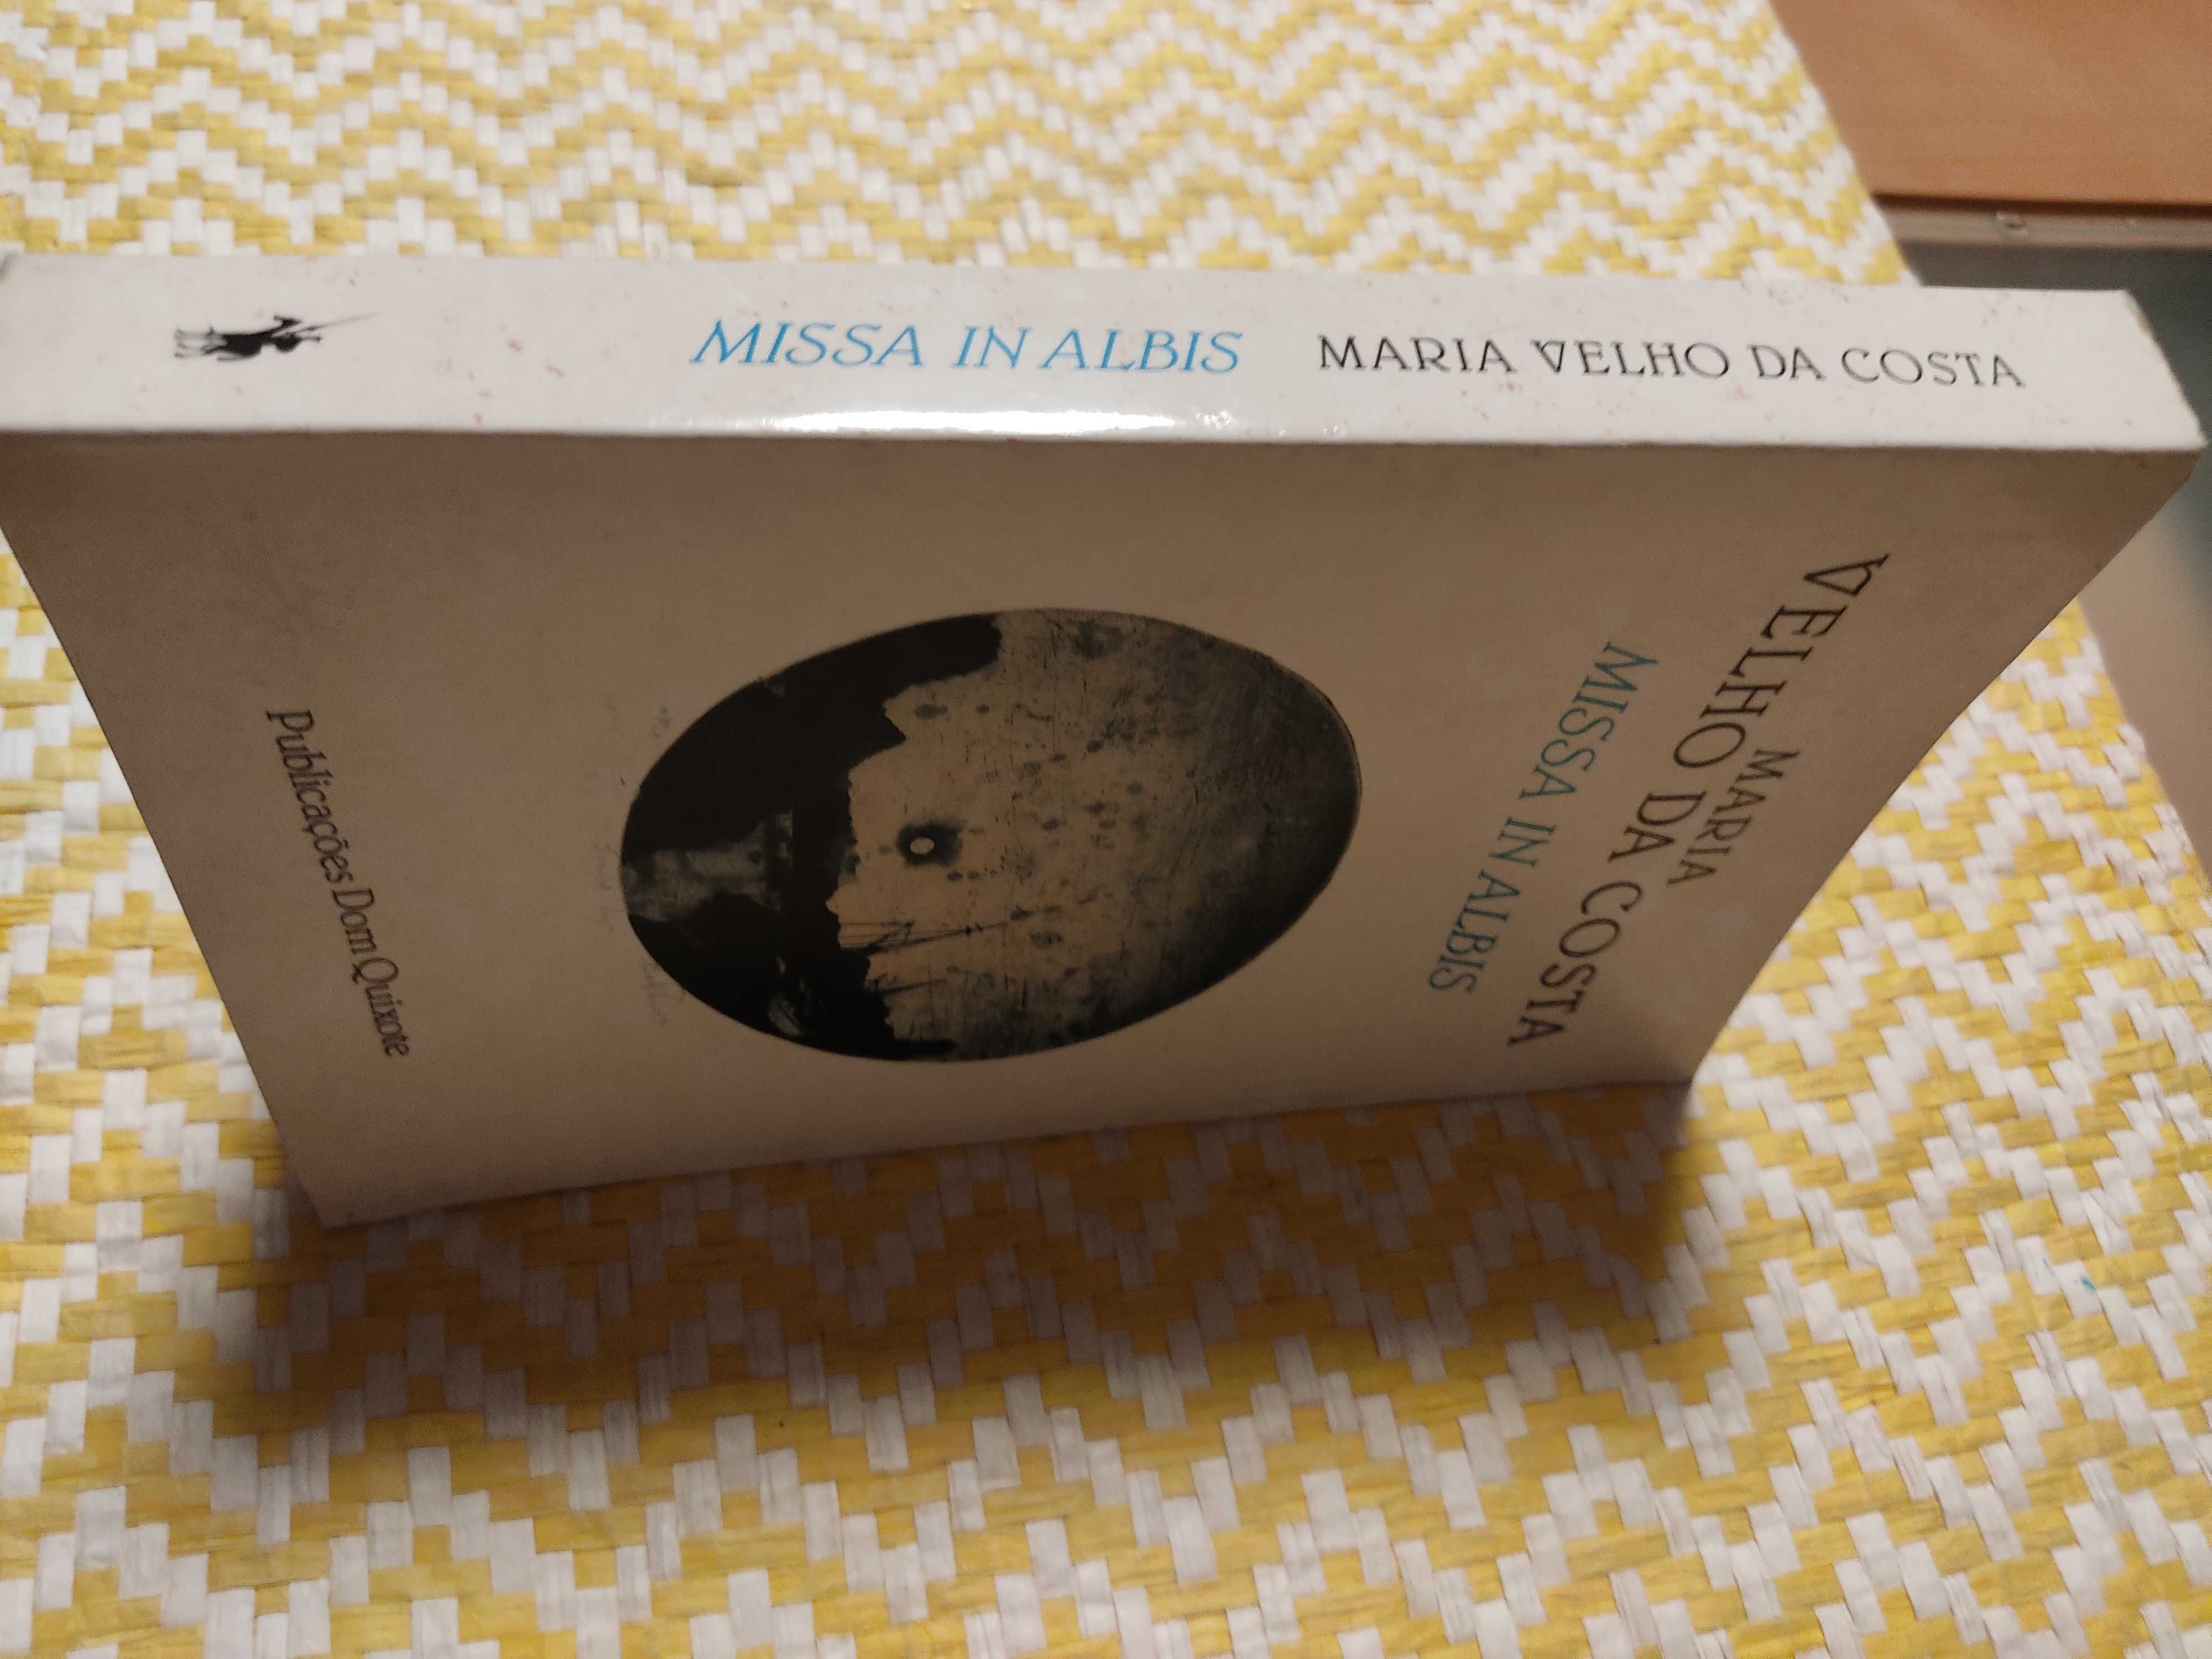 MISSA IN ALBIS MARIA VELHO DA COSTA
MARIA
VELHO DA COSTA
MISSA IN ALBIS
Publicações Dom Quixote